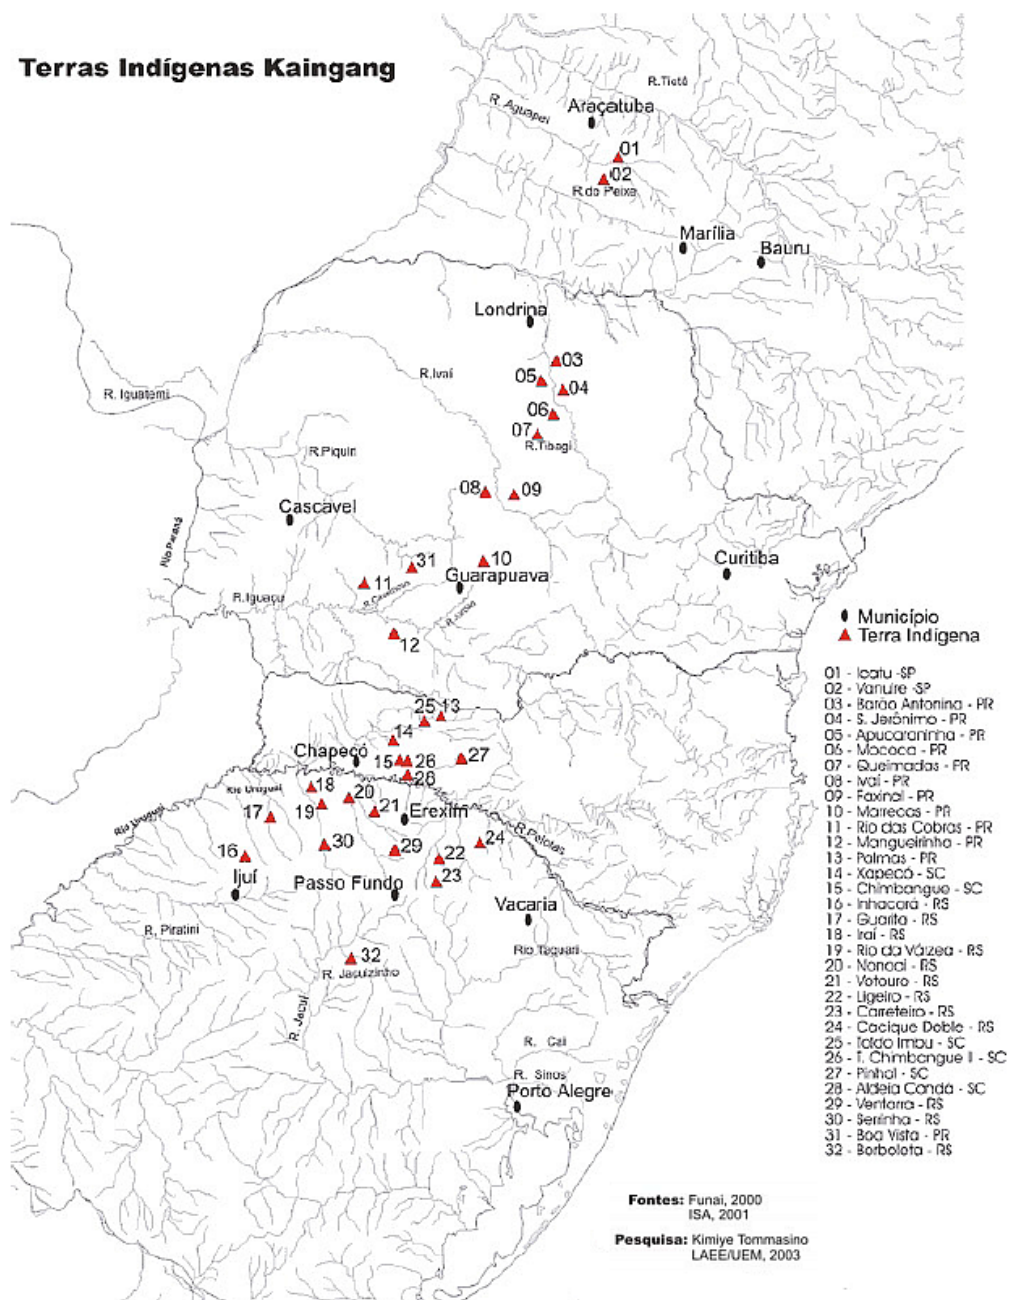 Terras Indígenas Kaingang
R.Tietê
R. Aguapeí
Araçatuba
01
02
R.do Peixe
Marília
Bauru
Londrina
03
05
04
R.Ivaí
R. Iguatemi
06
07
R.Tibagi
R.Piquiri
08
09
Cascável
Rio Paraná
31
10
Curitiba
11
Guarapuava
R.Iguaçu
R.Jordão
12
Município
Terra Indígena
25
13
14
Chapecó
15
26
27
28
Rio Uruguai
Rio Uruguai
18
20
19
21
17
Erexim
R.Pelotas
24
30
29
22
16
23
Ijuí
Passo Fundo
Vacaria
R. Piratini
Rio Taquari
32
R. Jacuizinho
R. Jacuí
R. Caí
R. Sinos
Porto Alegre
01 - Icatu -SP
02 - Vanuire -SP
03 - Barão Antonina - PR
04 - S. Jerônimo - PR
05 - Apucaraninha - PR
06 - Mococa - PR
07 - Queimadas - PR
08 - Ivaí - PR
09 - Faxinal - PR
10 - Marrecas - PR
11 - Rio das Cobras - PR
12 - Mangueirinha - PR
13 - Palmas - PR
14 - Xapecó - SC
15 - Chimbangue - SC
16 - Inhacorá - RS
17 - Guarita - RS
18 - Iraí - RS
19 - Rio da Várzea - RS
20 - Nonoai - RS
21 - Votouro - RS
22 - Ligeiro - RS
23 - Carreteiro - RS
24 - Cacique Doble - RS
25 - Toldo Imbu - SC
26 - T. Chimbangue II - SC
27 - Pinhal - SC
28 - Aldeia Condá - SC
29 - Ventarra - RS
30 - Serrinha - RS
31 - Boa Vista - PR
32 - Borboleta - RS
Fontes: Funai, 2000
ISA, 2001
Pesquisa: Kimiye Tommasino
LAEE/UEM, 2003